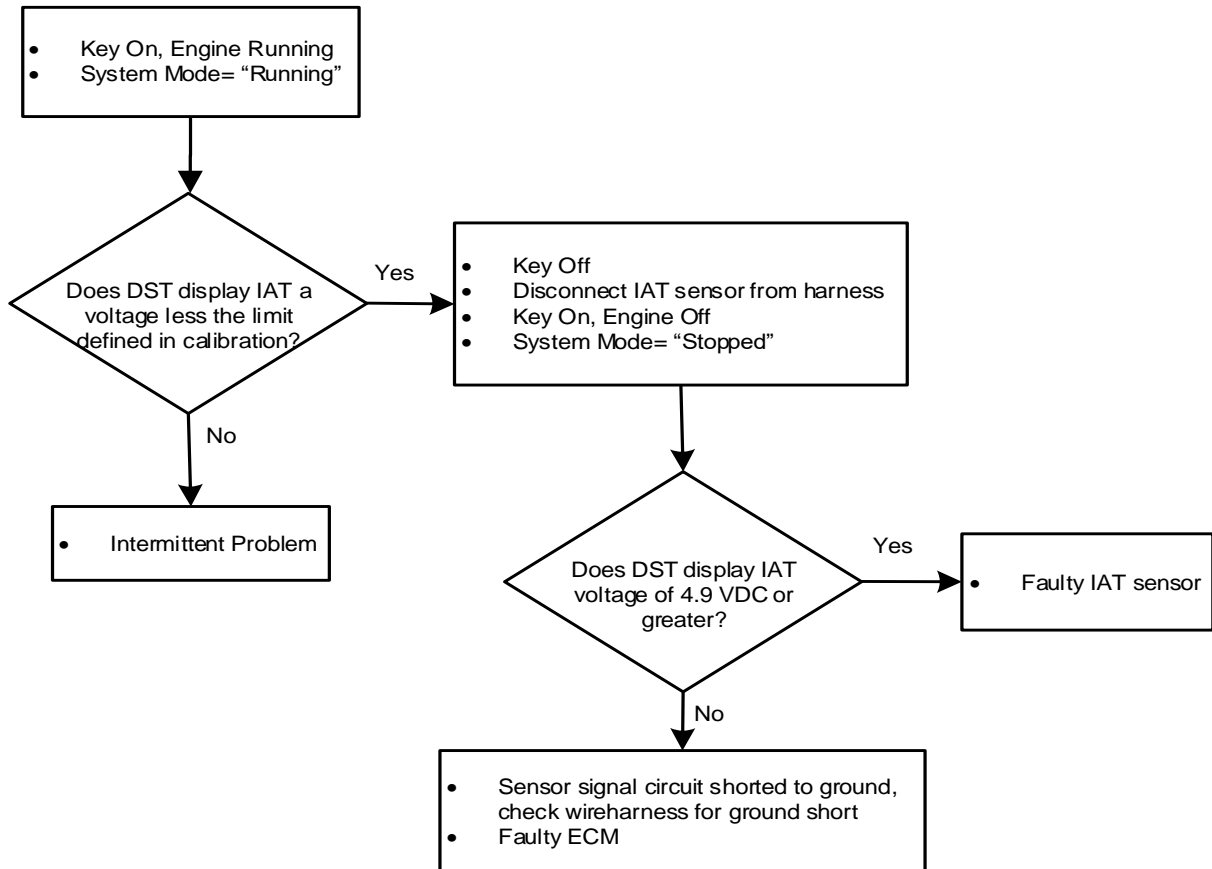 • Key On, Engine Running
• System Mode= “Running”
Does DST display IAT a
voltage less the limit
defined in calibration?
Yes
• Key Off
• Disconnect IAT sensor from harness
• Key On, Engine Off
• System Mode= “Stopped”
No
• Intermittent Problem
Does DST display IAT
voltage of 4.9 VDC or
greater?
Yes
• Faulty IAT sensor
No
• Sensor signal circuit shorted to ground,
check wireharness for ground short
• Faulty ECM